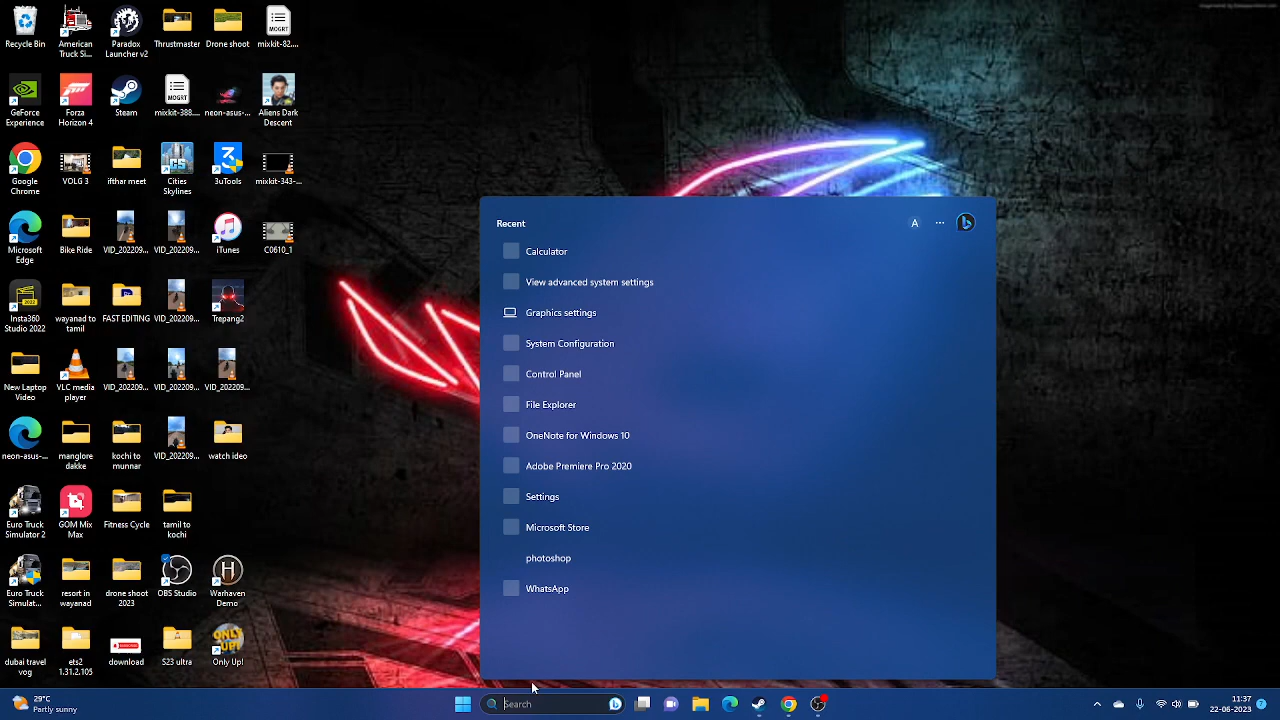 Recycle Bin
American Truck Si...
Paradox Launcher v2
Thrustmaster
Drone shoot
MOGRT
mixkit-82...
GeForce Experience
Forza Horizon 4
Steam
MOGRT
mixkit-388...
neon-asus-...
Aliens Dark Descent
Google Chrome
VOLG 3
ifthar meet
Cities Skylines
3uTools
mixkit-343-...
Microsoft Edge
Bike Ride
VID_202209...
VID_202209...
iTunes
C0610_1
2022
Insta360 Studio 2022
wayanad to tamil
FAST EDITING
VID_202209...
Trepang2
New Laptop Video
VLC media player
VID_202209...
VID_202209...
VID_202209...
neon-asus-...
manglore dakke
kochi to munnar
VID_202209...
watch ideo
Euro Truck Simulator 2
GOM Mix Max
Fitness Cycle
tamil to kochi
Euro Truck Simulat...
resort in wayanad
drone shoot 2023
OBS Studio
H
Warhaven Demo
dubai travel vog
ets2 1.31.2.105
SUBSCRIBE
download
S23 ultra
ONLY UP!
Only Up!
Recent
A
...
Calculator
View advanced system settings
Graphics settings
System Configuration
Control Panel
File Explorer
OneNote for Windows 10
Adobe Premiere Pro 2020
Settings
Microsoft Store
photoshop
WhatsApp
29°C
Partly sunny
Search
11:37
22-06-2023
7